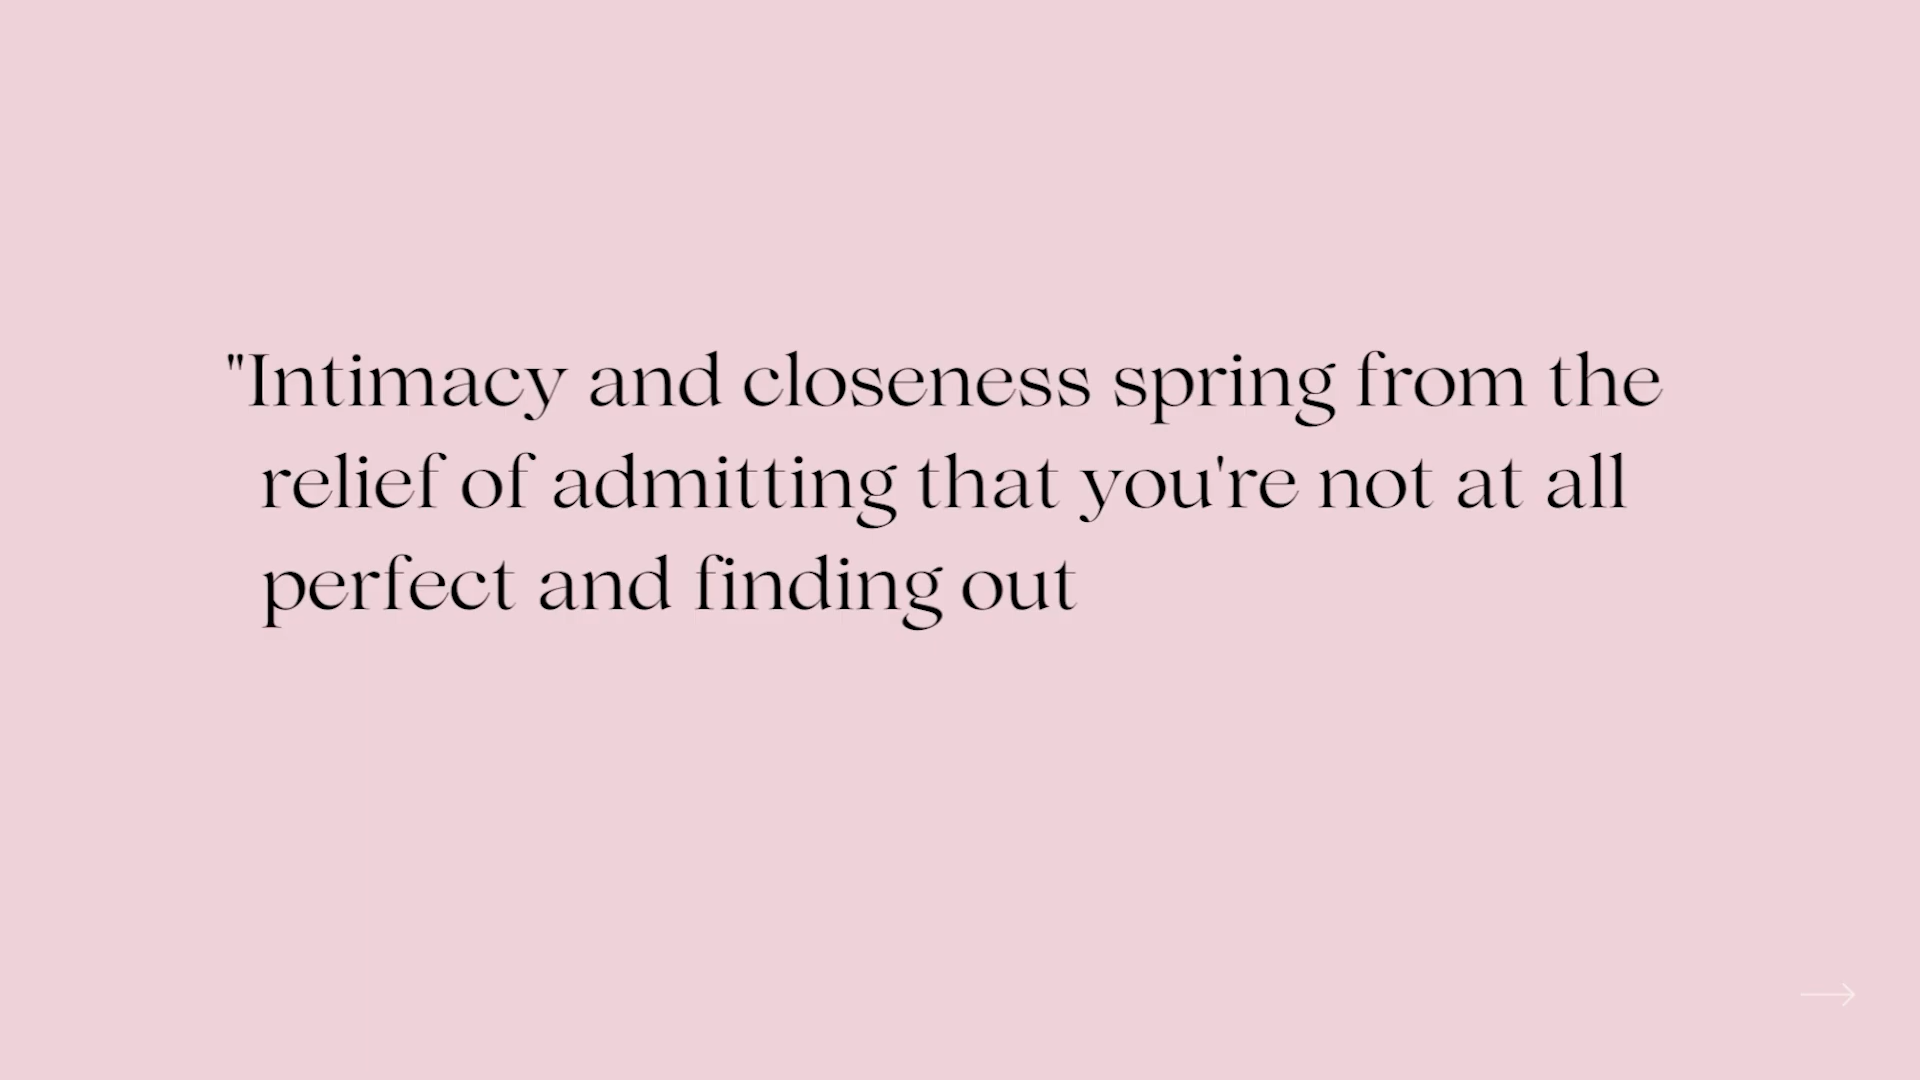 "Intimacy and closeness spring from the
relief of admitting that you're not at all
perfect and finding out